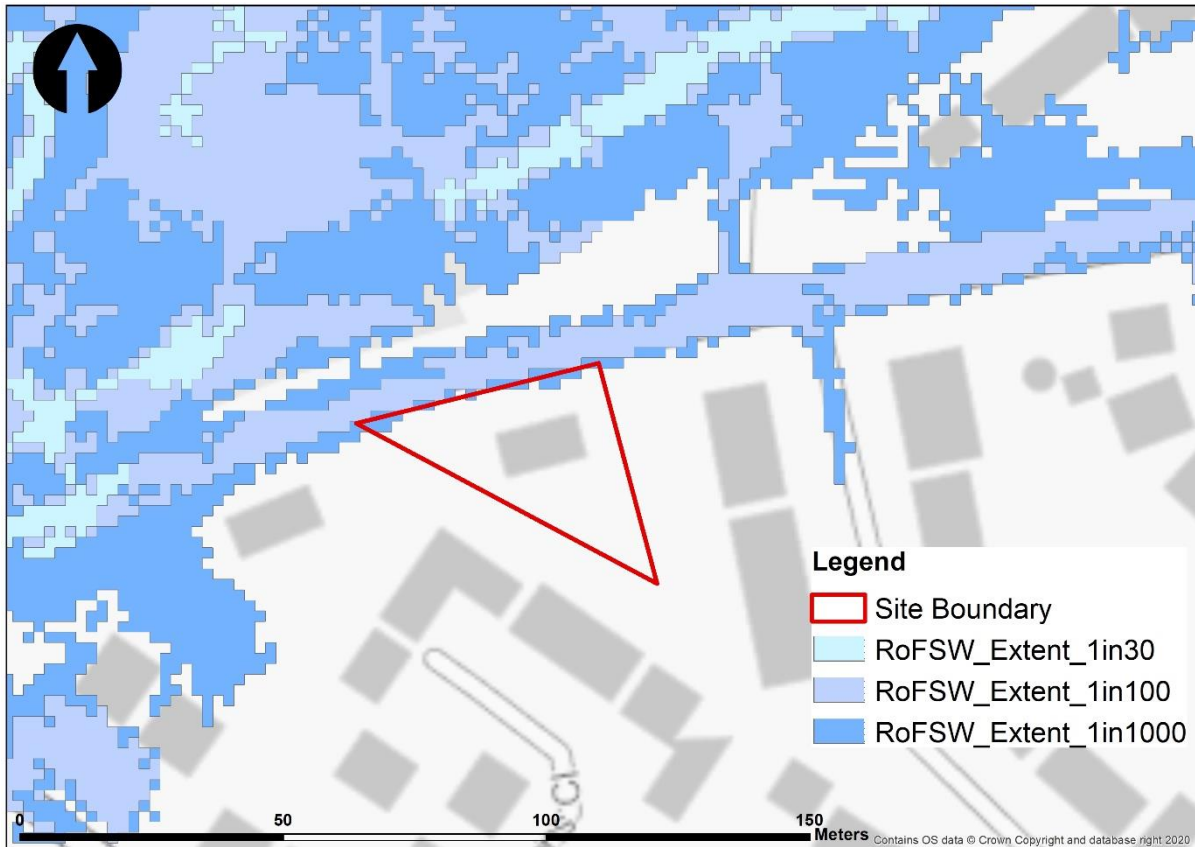 Legend
Site Boundary
RoFSW_Extent_1in30
RoFSW_Extent_1in100
RoFSW_Extent_1in1000
s Cl
0 50 100 150
Meters
Contains OS data © Crown Copyright and database right 2020